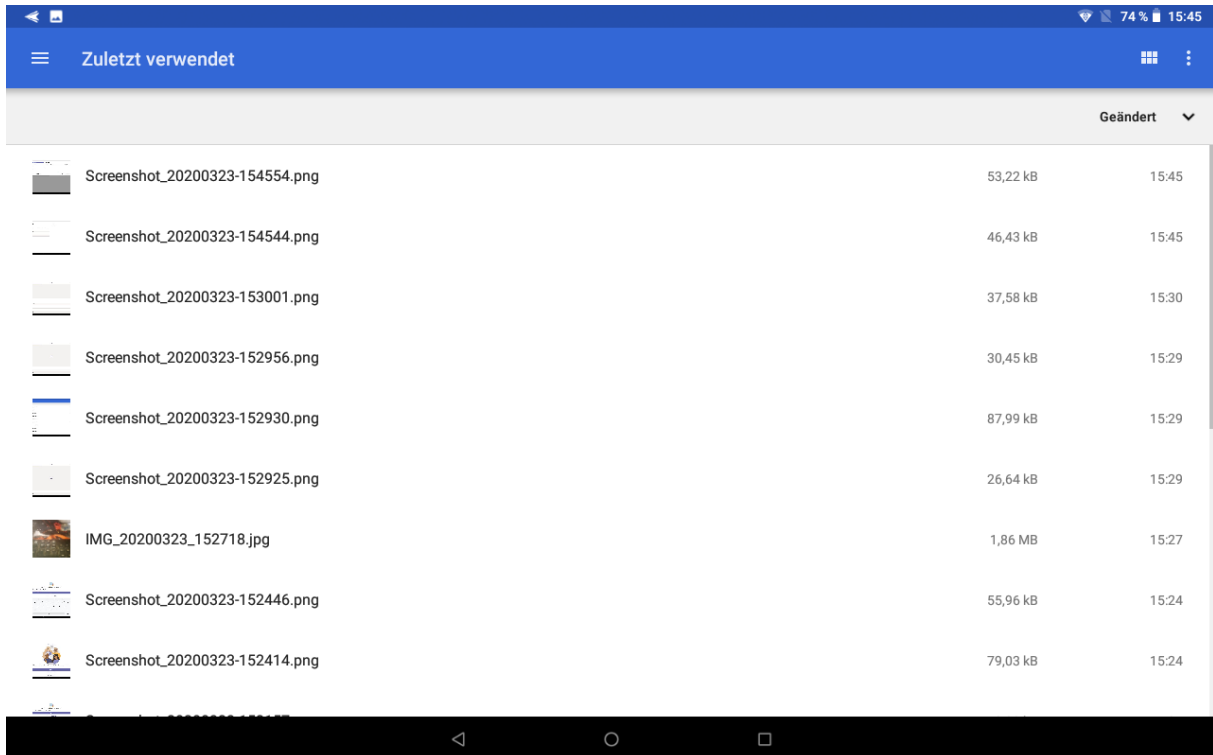 74 % 15:45
Zuletzt verwendet
Geändert
Screenshot_20200323-154554.png 53,22 kB 15:45
Screenshot_20200323-154544.png 46,43 kB 15:45
Screenshot_20200323-153001.png 37,58 kB 15:30
Screenshot_20200323-152956.png 30,45 kB 15:29
Screenshot_20200323-152930.png 87,99 kB 15:29
Screenshot_20200323-152925.png 26,64 kB 15:29
IMG_20200323_152718.jpg 1,86 MB 15:27
Screenshot_20200323-152446.png 55,96 kB 15:24
Screenshot_20200323-152414.png 79,03 kB 15:24